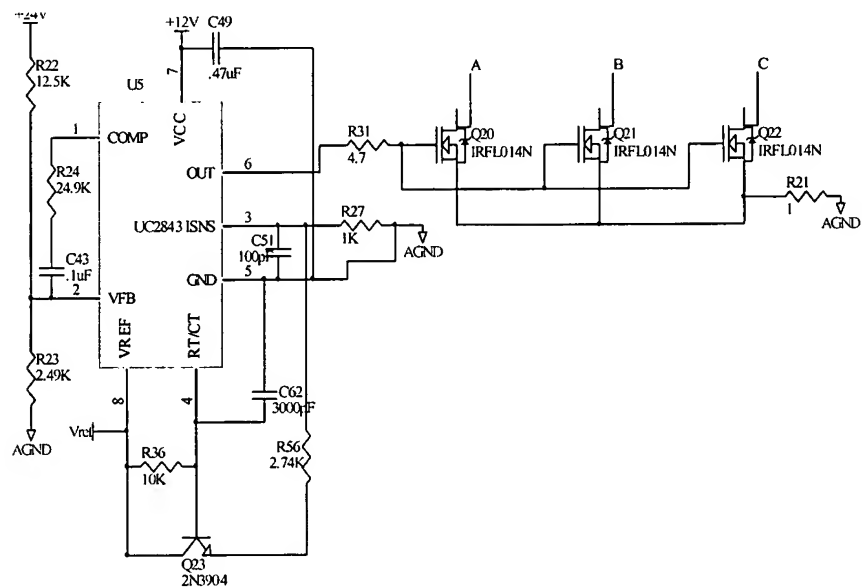 +24V
R22
12.5K
+12V
C49
.47uF
7
U5
1
COMP
VCC
R24
24.9K
OUT
6
R31
4.7
A
B
C
Q20
IRFL014N
Q21
IRFL014N
Q22
IRFL014N
R21
1
AGND
UC2843 ISNS
3
R27
1K
AGND
C51
100pF
C43
.1uF
2
VFB
GND
5
VREF
RT/CT
R23
2.49K
AGND
8
4
C62
3000pF
Vref
R36
10K
R56
2.74K
Q23
2N3904